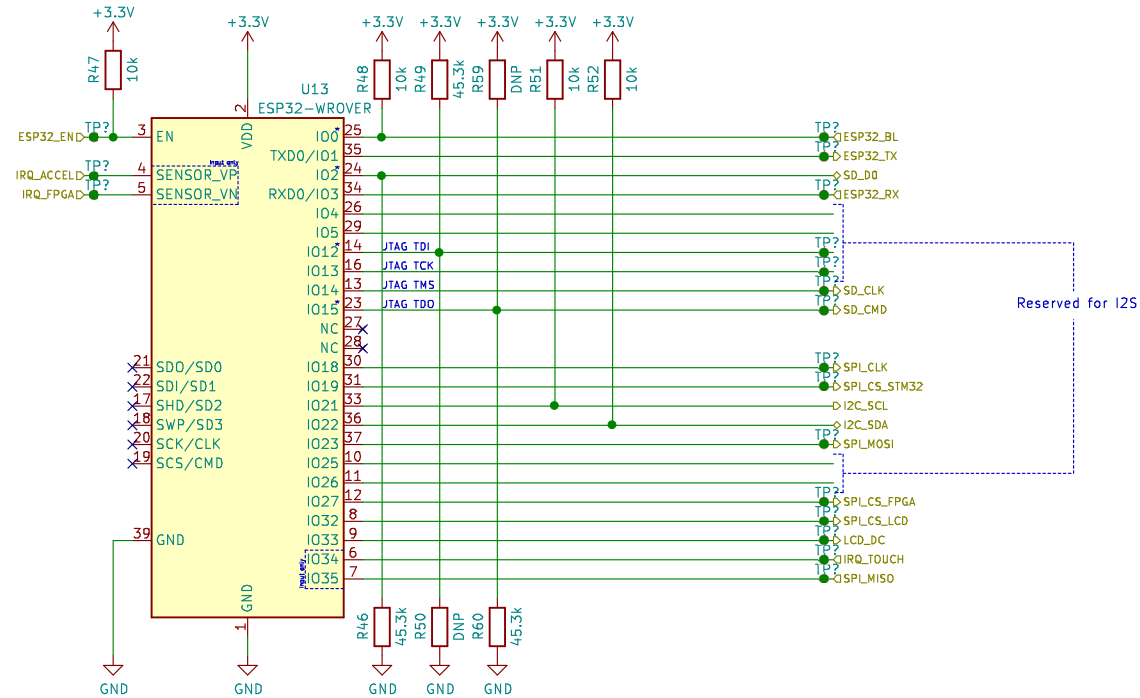 +3.3V
+3.3V
+3.3V
+3.3V
+3.3V
+3.3V
+3.3V
R47
10k
R48
10k
R49
45.3k
R59
DNP
R51
10k
R52
10k
U13
ESP32-WROVER
2
VDD
ESP32_EN
TP?
3
EN
IRQ_ACCEL
TP?
4
SENSOR_VP
Input only
IRQ_FPGA
TP?
5
SENSOR_VN
21
SDO/SD0
22
SDI/SD1
17
SHD/SD2
18
SWP/SD3
20
SCK/CLK
19
SCS/CMD
39
GND
GND
1
IO0
*
25
TP?
ESP32_BL
TXD0/IO1
35
TP?
ESP32_TX
IO2
*
24
SD_D0
RXD0/IO3
34
TP?
ESP32_RX
IO4
26
IO5
29
IO12
*
14
JTAG TDI
TP?
IO13
16
JTAG TCK
TP?
IO14
13
JTAG TMS
TP?
SD_CLK
IO15
*
23
JTAG TDO
TP?
SD_CMD
Reserved for I2S
NC
27
NC
28
IO18
30
TP?
SPI_CLK
IO19
31
TP?
SPI_CS_STM32
IO21
33
I2C_SCL
IO22
36
I2C_SDA
IO23
37
TP?
SPI_MOSI
IO25
10
IO26
11
IO27
12
TP?
SPI_CS_FPGA
IO32
8
TP?
SPI_CS_LCD
IO33
9
TP?
LCD_DC
Input only
IO34
6
TP?
IRQ_TOUCH
IO35
7
TP?
SPI_MISO
R46
45.3k
R50
DNP
R60
45.3k
GND
GND
GND
GND
GND